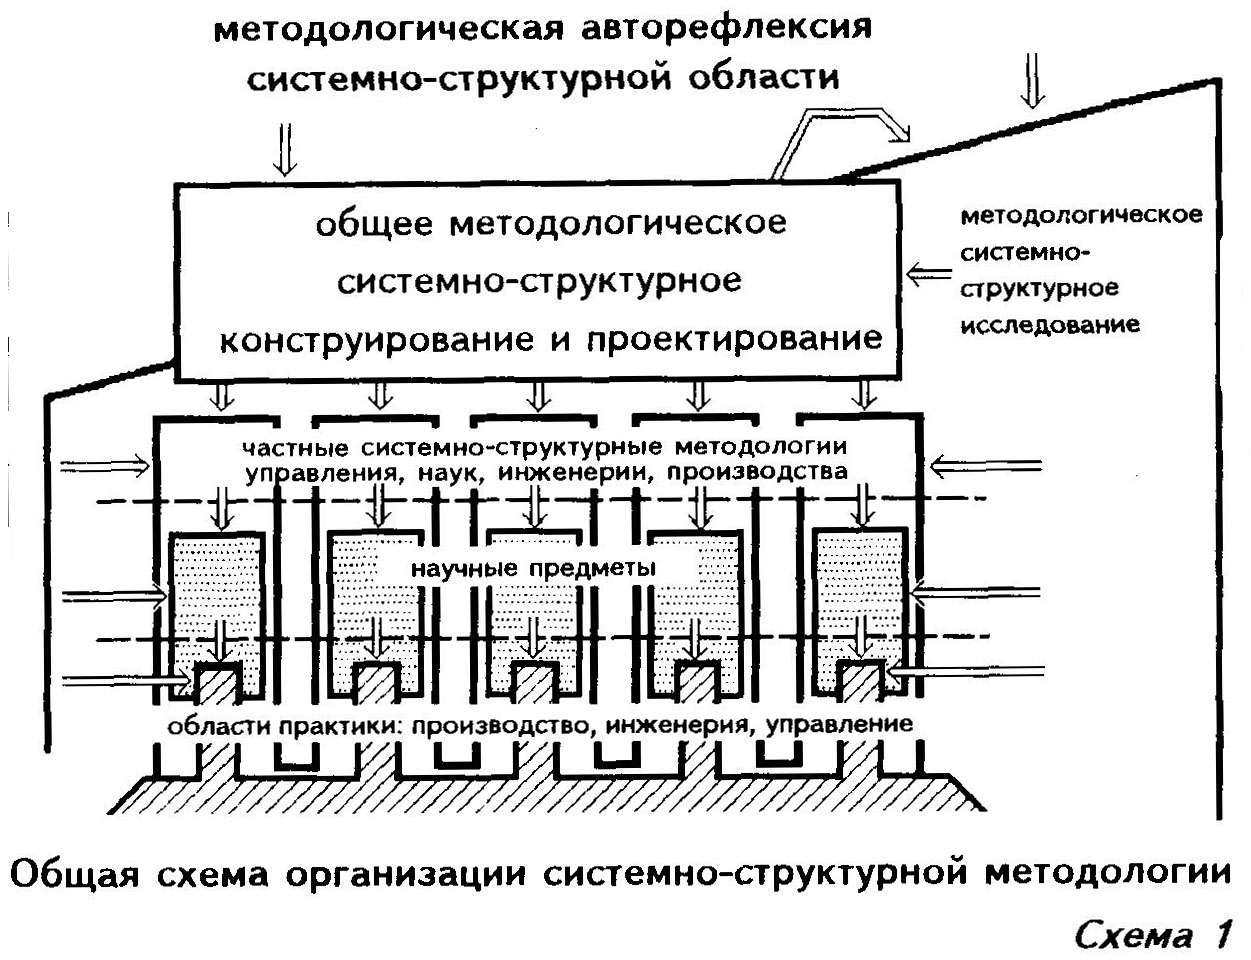 методологическая авторефлексия
системно-структурной области
общее методологическое
системно-структурное
конструирование и проектирование
методологическое
системно-
структурное
исследование
частные системно-структурные методологии
управления, наук, инженерии, производства
научные предметы
области практики: производство, инженерия, управление
Общая схема организации системно-структурной методологии
Схема 1